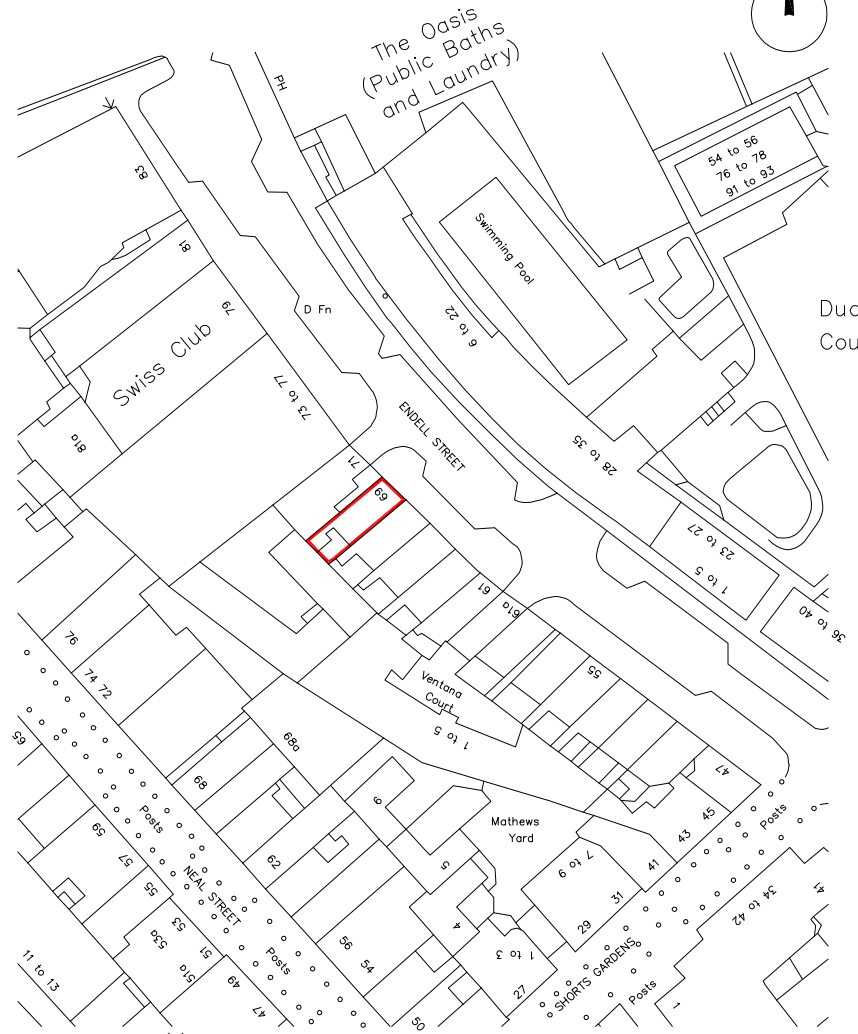 The Oasis
(Public Baths
and Laundry)
PH
54 to 56
76 to 78
91 to 93
83
81
Swimming Pool
79
D Fn
6 to 22
Swiss Club
73 to 77
ENDELL STREET
81a
71
28 to 35
69
23 to 27
1 to 5
36 to 40
61
61a
76
74 72
55
Ventana
Court
1 to 5
65
68a
47
68
9
Posts
Mathews
Yard
Posts
45
43
59
57
55
62
5
7 to 9
41
NEAL STREET
31
34 to 42
41
53
53a
51
51a
4
29
56
54
1 to 3
SHORTS GARDENS
11 to 13
49
47
Posts
27
Posts
1
50